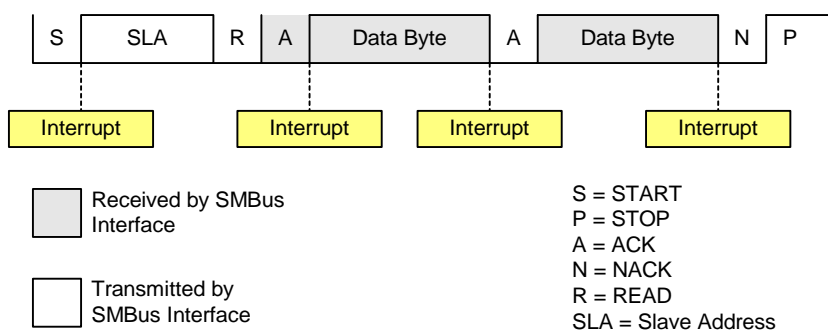 S SLA R A Data Byte A Data Byte N P
Interrupt Interrupt Interrupt Interrupt
Received by SMBus
Interface
Transmitted by
SMBus Interface
S = START
P = STOP
A = ACK
N = NACK
R = READ
SLA = Slave Address